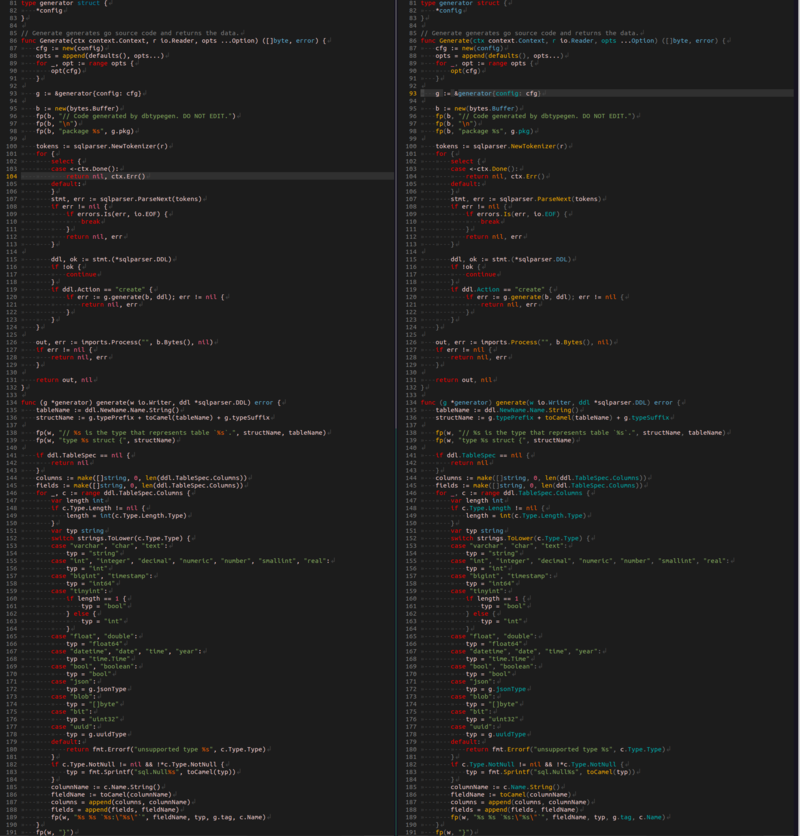 81 type generator struct {
82 *config
83 }
84
85 // Generate generates go source code and returns the data.
86 func Generate(ctx context.Context, r io.Reader, opts ...Option) ([]byte, error) {
87 cfg := new(config)
88 opts = append(defaults(), opts...)
89 for _, opt := range opts {
90 opt(cfg)
91 }
92
93 g := &generator{config: cfg}
94
95 b := new(bytes.Buffer)
96 fp(b, "// Code generated by dbtypegen. DO NOT EDIT.")
97 fp(b, "\n")
98 fp(b, "package %s", g.pkg)
99
100 tokens := sqlparser.NewTokenizer(r)
101 for {
102 select {
103 case <-ctx.Done():
104 return nil, ctx.Err()
105 default:
106 }
107 stmt, err := sqlparser.ParseNext(tokens)
108 if err != nil {
109 if errors.Is(err, io.EOF) {
110 break
111 }
112 return nil, err
113 }
114
115 ddl, ok := stmt.(*sqlparser.DDL)
116 if !ok {
117 continue
118 }
119 if ddl.Action == "create" {
120 if err := g.generate(b, ddl); err != nil {
121 return nil, err
122 }
123 }
124 }
125
126 out, err := imports.Process("", b.Bytes(), nil)
127 if err != nil {
128 return nil, err
129 }
130
131 return out, nil
132 }
133
134 func (g *generator) generate(w io.Writer, ddl *sqlparser.DDL) error {
135 tableName := ddl.NewName.Name.String()
136 structName := g.typePrefix + toCamel(tableName) + g.typeSuffix
137
138 fp(w, "// %s is the type that represents table `%s`.", structName, tableName)
139 fp(w, "type %s struct {", structName)
140
141 if ddl.TableSpec == nil {
142 return nil
143 }
144 columns := make([]string, 0, len(ddl.TableSpec.Columns))
145 fields := make([]string, 0, len(ddl.TableSpec.Columns))
146 for _, c := range ddl.TableSpec.Columns {
147 var length int
148 if c.Type.Length != nil {
149 length = int(c.Type.Length.Type)
150 }
151 var typ string
152 switch strings.ToLower(c.Type.Type) {
153 case "varchar", "char", "text":
154 typ = "string"
155 case "int", "integer", "decimal", "numeric", "number", "smallint", "real":
156 typ = "int"
157 case "bigint", "timestamp":
158 typ = "int64"
159 case "tinyint":
160 if length == 1 {
161 typ = "bool"
162 } else {
163 typ = "int"
164 }
165 case "float", "double":
166 typ = "float64"
167 case "datetime", "date", "time", "year":
168 typ = "time.Time"
169 case "bool", "boolean":
170 typ = "bool"
171 case "json":
172 typ = g.jsonType
173 case "blob":
174 typ = "[]byte"
175 case "bit":
176 typ = "uint32"
177 case "uuid":
178 typ = g.uuidType
179 default:
180 return fmt.Errorf("unsupported type %s", c.Type.Type)
181 }
182 if c.Type.NotNull != nil && !*c.Type.NotNull {
183 typ = fmt.Sprintf("sql.Null%s", toCamel(typ))
184 }
185 columnName := c.Name.String()
186 fieldName := toCamel(columnName)
187 columns = append(columns, columnName)
188 fields = append(fields, fieldName)
189 fp(w, "%s %s `%s:\"%s\"`", fieldName, typ, g.tag, c.Name)
190 }
191 fp(w, "}")
81 type generator struct {
82 *config
83 }
84
85 // Generate generates go source code and returns the data.
86 func Generate(ctx context.Context, r io.Reader, opts ...Option) ([]byte, error) {
87 cfg := new(config)
88 opts = append(defaults(), opts...)
89 for _, opt := range opts {
90 opt(cfg)
91 }
92
93 g := &generator{config: cfg}
94
95 b := new(bytes.Buffer)
96 fp(b, "// Code generated by dbtypegen. DO NOT EDIT.")
97 fp(b, "\n")
98 fp(b, "package %s", g.pkg)
99
100 tokens := sqlparser.NewTokenizer(r)
101 for {
102 select {
103 case <-ctx.Done():
104 return nil, ctx.Err()
105 default:
106 }
107 stmt, err := sqlparser.ParseNext(tokens)
108 if err != nil {
109 if errors.Is(err, io.EOF) {
110 break
111 }
112 return nil, err
113 }
114
115 ddl, ok := stmt.(*sqlparser.DDL)
116 if !ok {
117 continue
118 }
119 if ddl.Action == "create" {
120 if err := g.generate(b, ddl); err != nil {
121 return nil, err
122 }
123 }
124 }
125
126 out, err := imports.Process("", b.Bytes(), nil)
127 if err != nil {
128 return nil, err
129 }
130
131 return out, nil
132 }
133
134 func (g *generator) generate(w io.Writer, ddl *sqlparser.DDL) error {
135 tableName := ddl.NewName.Name.String()
136 structName := g.typePrefix + toCamel(tableName) + g.typeSuffix
137
138 fp(w, "// %s is the type that represents table `%s`.", structName, tableName)
139 fp(w, "type %s struct {", structName)
140
141 if ddl.TableSpec == nil {
142 return nil
143 }
144 columns := make([]string, 0, len(ddl.TableSpec.Columns))
145 fields := make([]string, 0, len(ddl.TableSpec.Columns))
146 for _, c := range ddl.TableSpec.Columns {
147 var length int
148 if c.Type.Length != nil {
149 length = int(c.Type.Length.Type)
150 }
151 var typ string
152 switch strings.ToLower(c.Type.Type) {
153 case "varchar", "char", "text":
154 typ = "string"
155 case "int", "integer", "decimal", "numeric", "number", "smallint", "real":
156 typ = "int"
157 case "bigint", "timestamp":
158 typ = "int64"
159 case "tinyint":
160 if length == 1 {
161 typ = "bool"
162 } else {
163 typ = "int"
164 }
165 case "float", "double":
166 typ = "float64"
167 case "datetime", "date", "time", "year":
168 typ = "time.Time"
169 case "bool", "boolean":
170 typ = "bool"
171 case "json":
172 typ = g.jsonType
173 case "blob":
174 typ = "[]byte"
175 case "bit":
176 typ = "uint32"
177 case "uuid":
178 typ = g.uuidType
179 default:
180 return fmt.Errorf("unsupported type %s", c.Type.Type)
181 }
182 if c.Type.NotNull != nil && !*c.Type.NotNull {
183 typ = fmt.Sprintf("sql.Null%s", toCamel(typ))
184 }
185 columnName := c.Name.String()
186 fieldName := toCamel(columnName)
187 columns = append(columns, columnName)
188 fields = append(fields, fieldName)
189 fp(w, "%s %s `%s:\"%s\"`", fieldName, typ, g.tag, c.Name)
190 }
191 fp(w, "}")